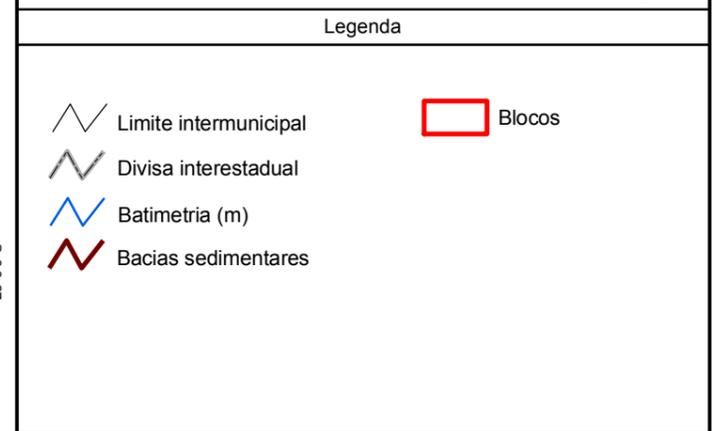 Legenda
Limite intermunicipal
Blocos
Divisa interestadual
Batimetria (m)
Bacias sedimentares